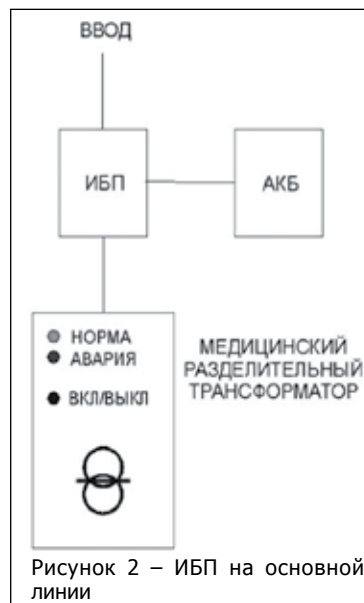 ВВОД
ИБП
АКБ
НОРМА
АВАРИЯ
ВКЛ/ВЫКЛ
МЕДИЦИНСКИЙ
РАЗДЕЛИТЕЛЬНЫЙ
ТРАНСФОРМАТОР
Рисунок 2 – ИБП на основной
линии